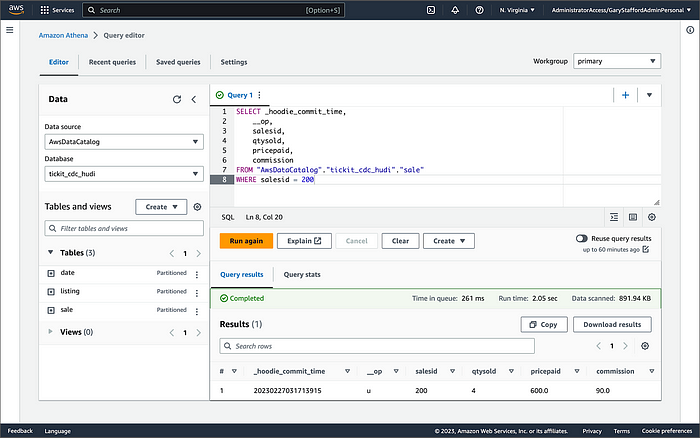 aws Services Search [Option+S] N. Virginia AdministratorAccess/GaryStaffordAdminPersonal
Amazon Athena > Query editor
Editor Recent queries Saved queries Settings Workgroup primary
Data
Data source
AwsDataCatalog
Database
tickit_cdc_hudi
Tables and views Create
Filter tables and views
Tables (3) < 1 >
date Partitioned
listing Partitioned
sale Partitioned
Views (0) < 1 >
Query 1
1 SELECT _hoodie_commit_time,
2 __op,
3 salesid,
4 qtysold,
5 pricepaid,
6 commission
7 FROM "AwsDataCatalog"."tickit_cdc_hudi"."sale"
8 WHERE salesid = 200
SQL Ln 8, Col 20
Run again Explain Cancel Clear Create Reuse query results
up to 60 minutes ago
Query results Query stats
Completed Time in queue: 261 ms Run time: 2.05 sec Data scanned: 891.94 KB
Results (1) Copy Download results
Search rows < 1 >
# _hoodie_commit_time __op salesid qtysold pricepaid commission
1 20230227031713915 u 200 4 600.0 90.0
Feedback Language © 2023, Amazon Web Services, Inc. or its affiliates. Privacy Terms Cookie preferences